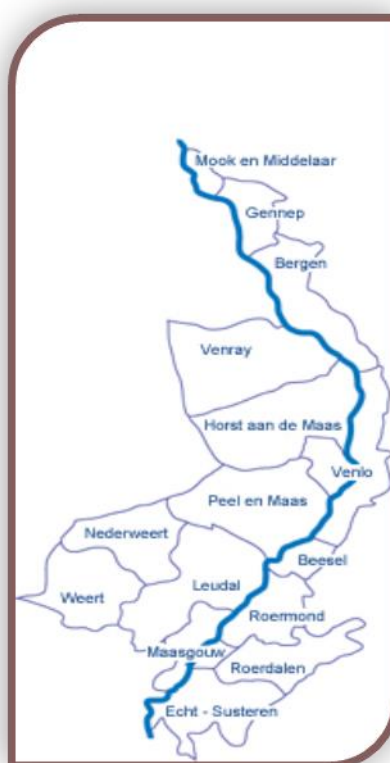 Mook en Middelaar
Gennep
Bergen
Venray
Horst aan de Maas
Venlo
Peel en Maas
Nederweert
Beesel
Leudal
Weert
Roermond
Maasgouw
Roerdalen
Echt - Susteren